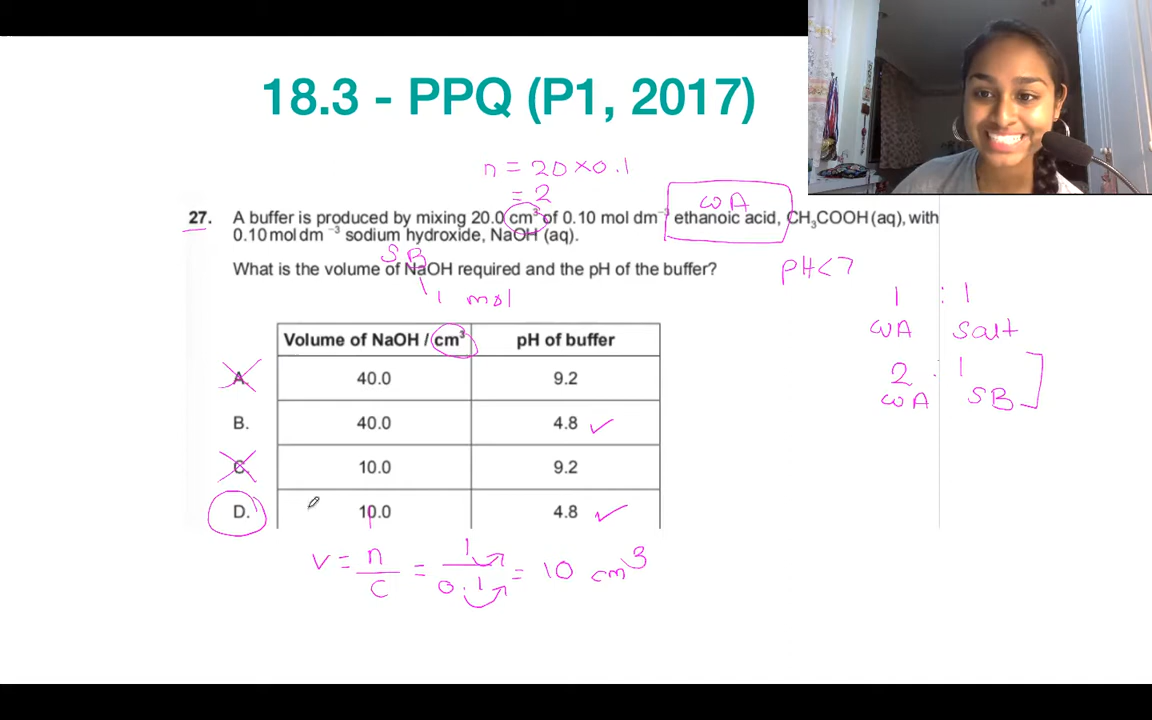 18.3 - PPQ (P1, 2017)
n = 20 × 0.1
= 2
WA
27. A buffer is produced by mixing 20.0 cm³ of 0.10 mol dm⁻³ ethanoic acid, CH₃COOH (aq), with
0.10 mol dm ⁻³ sodium hydroxide, NaOH (aq).
SB
What is the volume of NaOH required and the pH of the buffer?
pH<7
1 mol
1 : 1
WA Salt
2 : 1
WA SB
Volume of NaOH / cm³ pH of buffer
A. 40.0 9.2
B. 40.0 4.8 ✓
C. 10.0 9.2
D. 10.0 4.8 ✓
V = n/c = 1/0.1 = 10 cm³